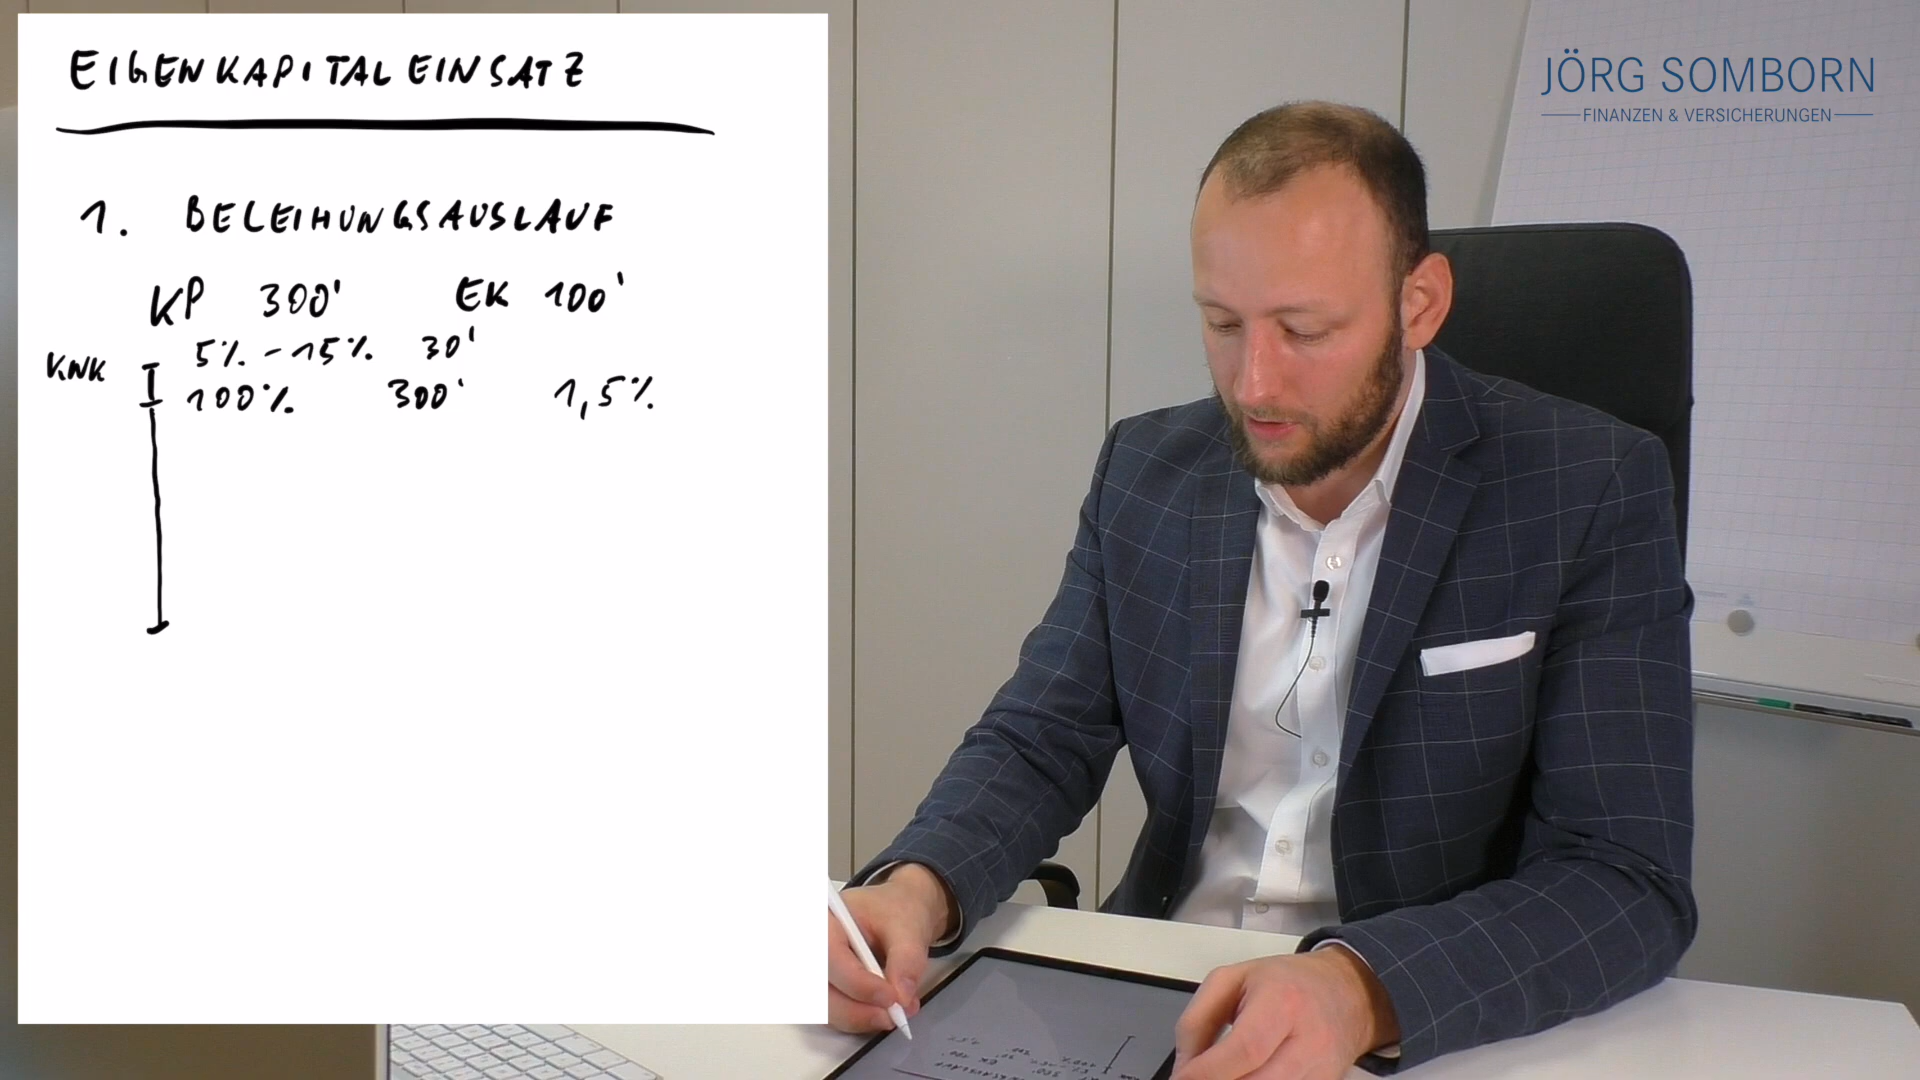 EIGENKAPITALEINSATZ
1. BELEIHUNGSAUSLAUF
KP 300' EK 100'
5% - 15% 30'
KNK
100% 300' 1,5%
JÖRG SOMBORN
FINANZEN & VERSICHERUNGEN